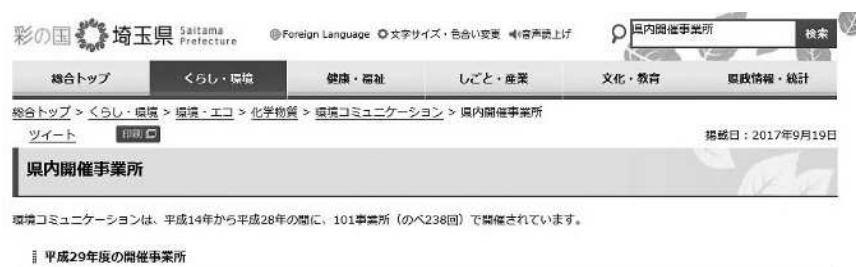 彩の国 埼玉県 Saitama Prefecture Foreign Language 文字サイズ・色合い変更 音声読上げ 県内開催事業所 検索
総合トップ くらし・環境 健康・福祉 しごと・産業 文化・教育 県政情報・統計
総合トップ > くらし・環境 > 環境・エコ > 化学物質 > 環境コミュニケーション > 県内開催事業所
ツイート 印刷 掲載日：2017年9月19日
県内開催事業所
環境コミュニケーションは、平成14年から平成28年の間に、101事業所（のべ238回）で開催されています。
平成29年度の開催事業所